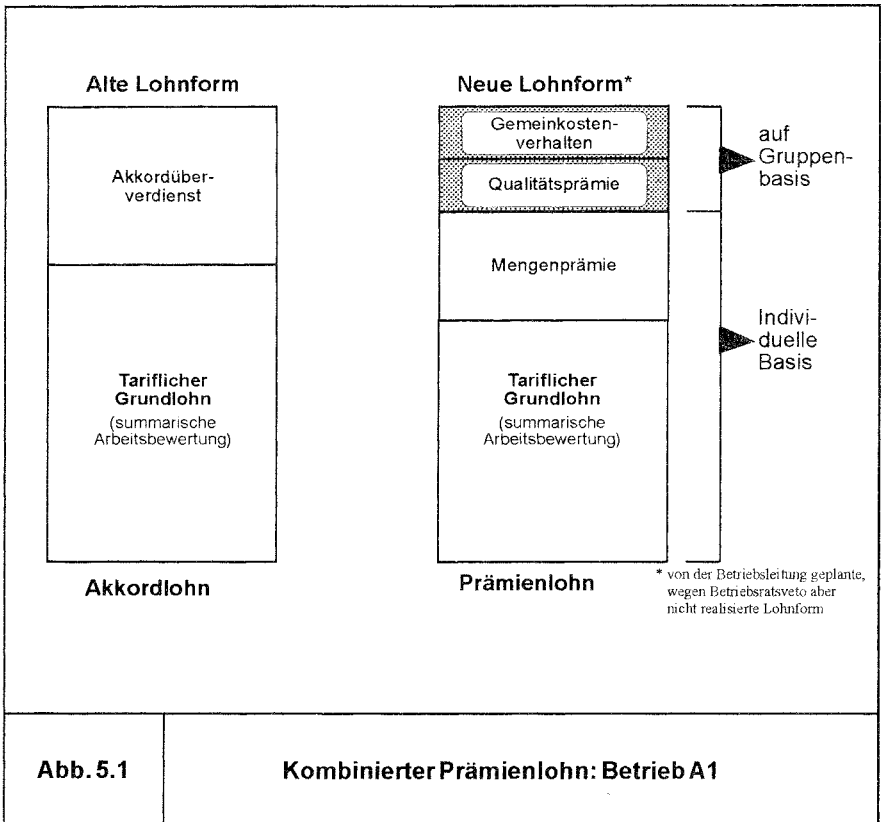 Alte Lohnform
Akkordüber-
verdienst
Tariflicher
Grundlohn
(summarische
Arbeitsbewertung)
Akkordlohn
Neue Lohnform*
Gemeinkosten-
verhalten
Qualitätsprämie
Mengenprämie
Tariflicher
Grundlohn
(summarische
Arbeitsbewertung)
Prämienlohn
auf
Gruppen-
basis
Indivi-
duelle
Basis
* von der Betriebsleitung geplante,
wegen Betriebsratsveto aber
nicht realisierte Lohnform
Abb. 5.1
Kombinierter Prämienlohn: Betrieb A1